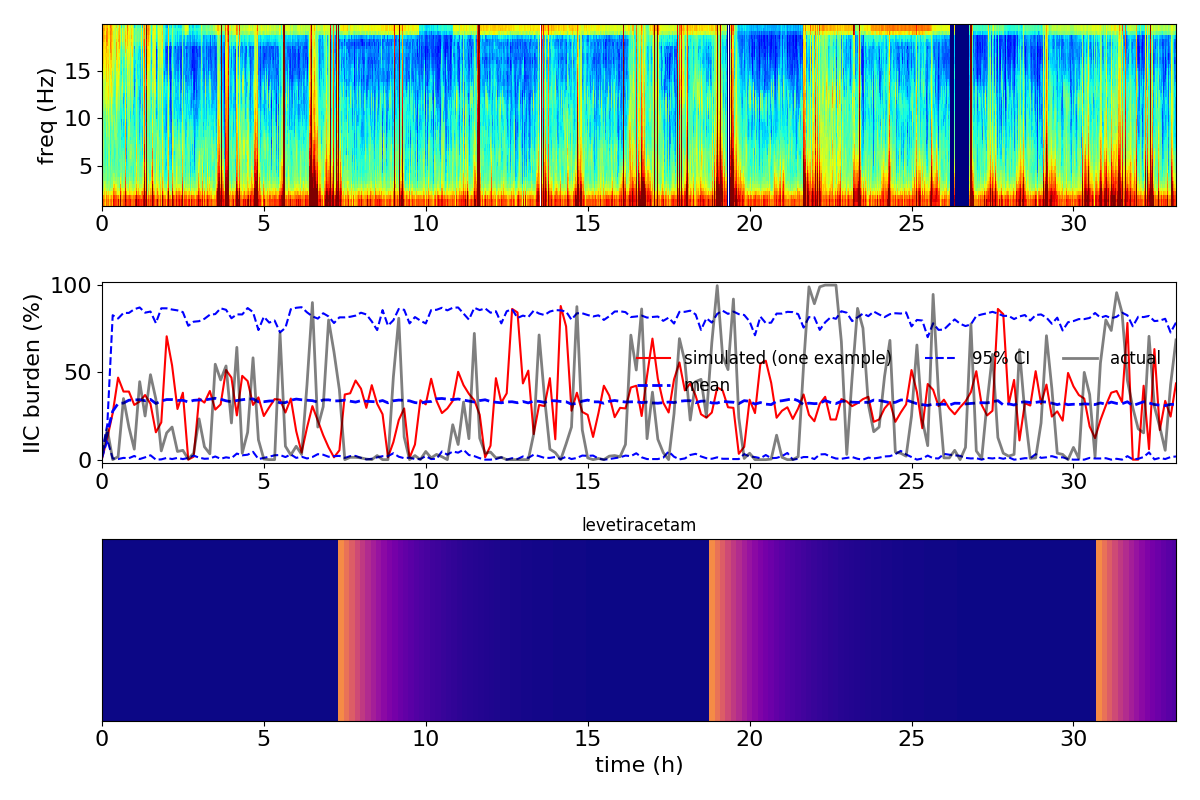 freq (Hz)
15
10
5
0 5 10 15 20 25 30
IIC burden (%)
100
50
0
simulated (one example) 95% CI actual
mean
0 5 10 15 20 25 30
levetiracetam
0 5 10 15 20 25 30
time (h)